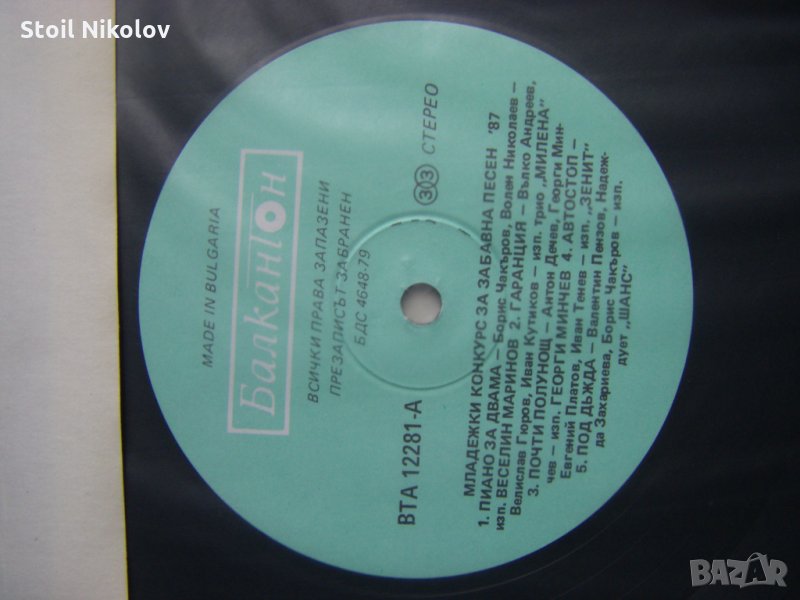 Stoil Nikolov
MADE IN BULGARIA
Балкантон
ВСИЧКИ ПРАВА ЗАПАЗЕНИ
ПРЕЗАПИСЪТ ЗАБРАНЕН
БДС 4648-79
ВТА 12281-А
33 СТЕРЕО
МЛАДЕЖКИ КОНКУРС ЗА ЗАБАВНА ПЕСЕН '87
1. ПИАНО ЗА ДВАМА – Борис Чакъров, Волен Николаев –
изп. ВЕСЕЛИН МАРИНОВ 2. ГАРАНЦИЯ – Вълко Андреев,
Велислав Гюров, Иван Кутиков – изп. трио „МИЛЕНА"
3. ПОЧТИ ПОЛУНОЩ – Антон Дечев, Георги Мин-
чев – изп. ГЕОРГИ МИНЧЕВ 4. АВТОСТОП –
Евгений Платов, Иван Тенев – изп. „ЗЕНИТ"
5. ПОД ДЪЖДА – Валентин Пензов, Надеж-
да Захариева, Борис Чакъров – изп.
дует „ШАНС"
BAZAR